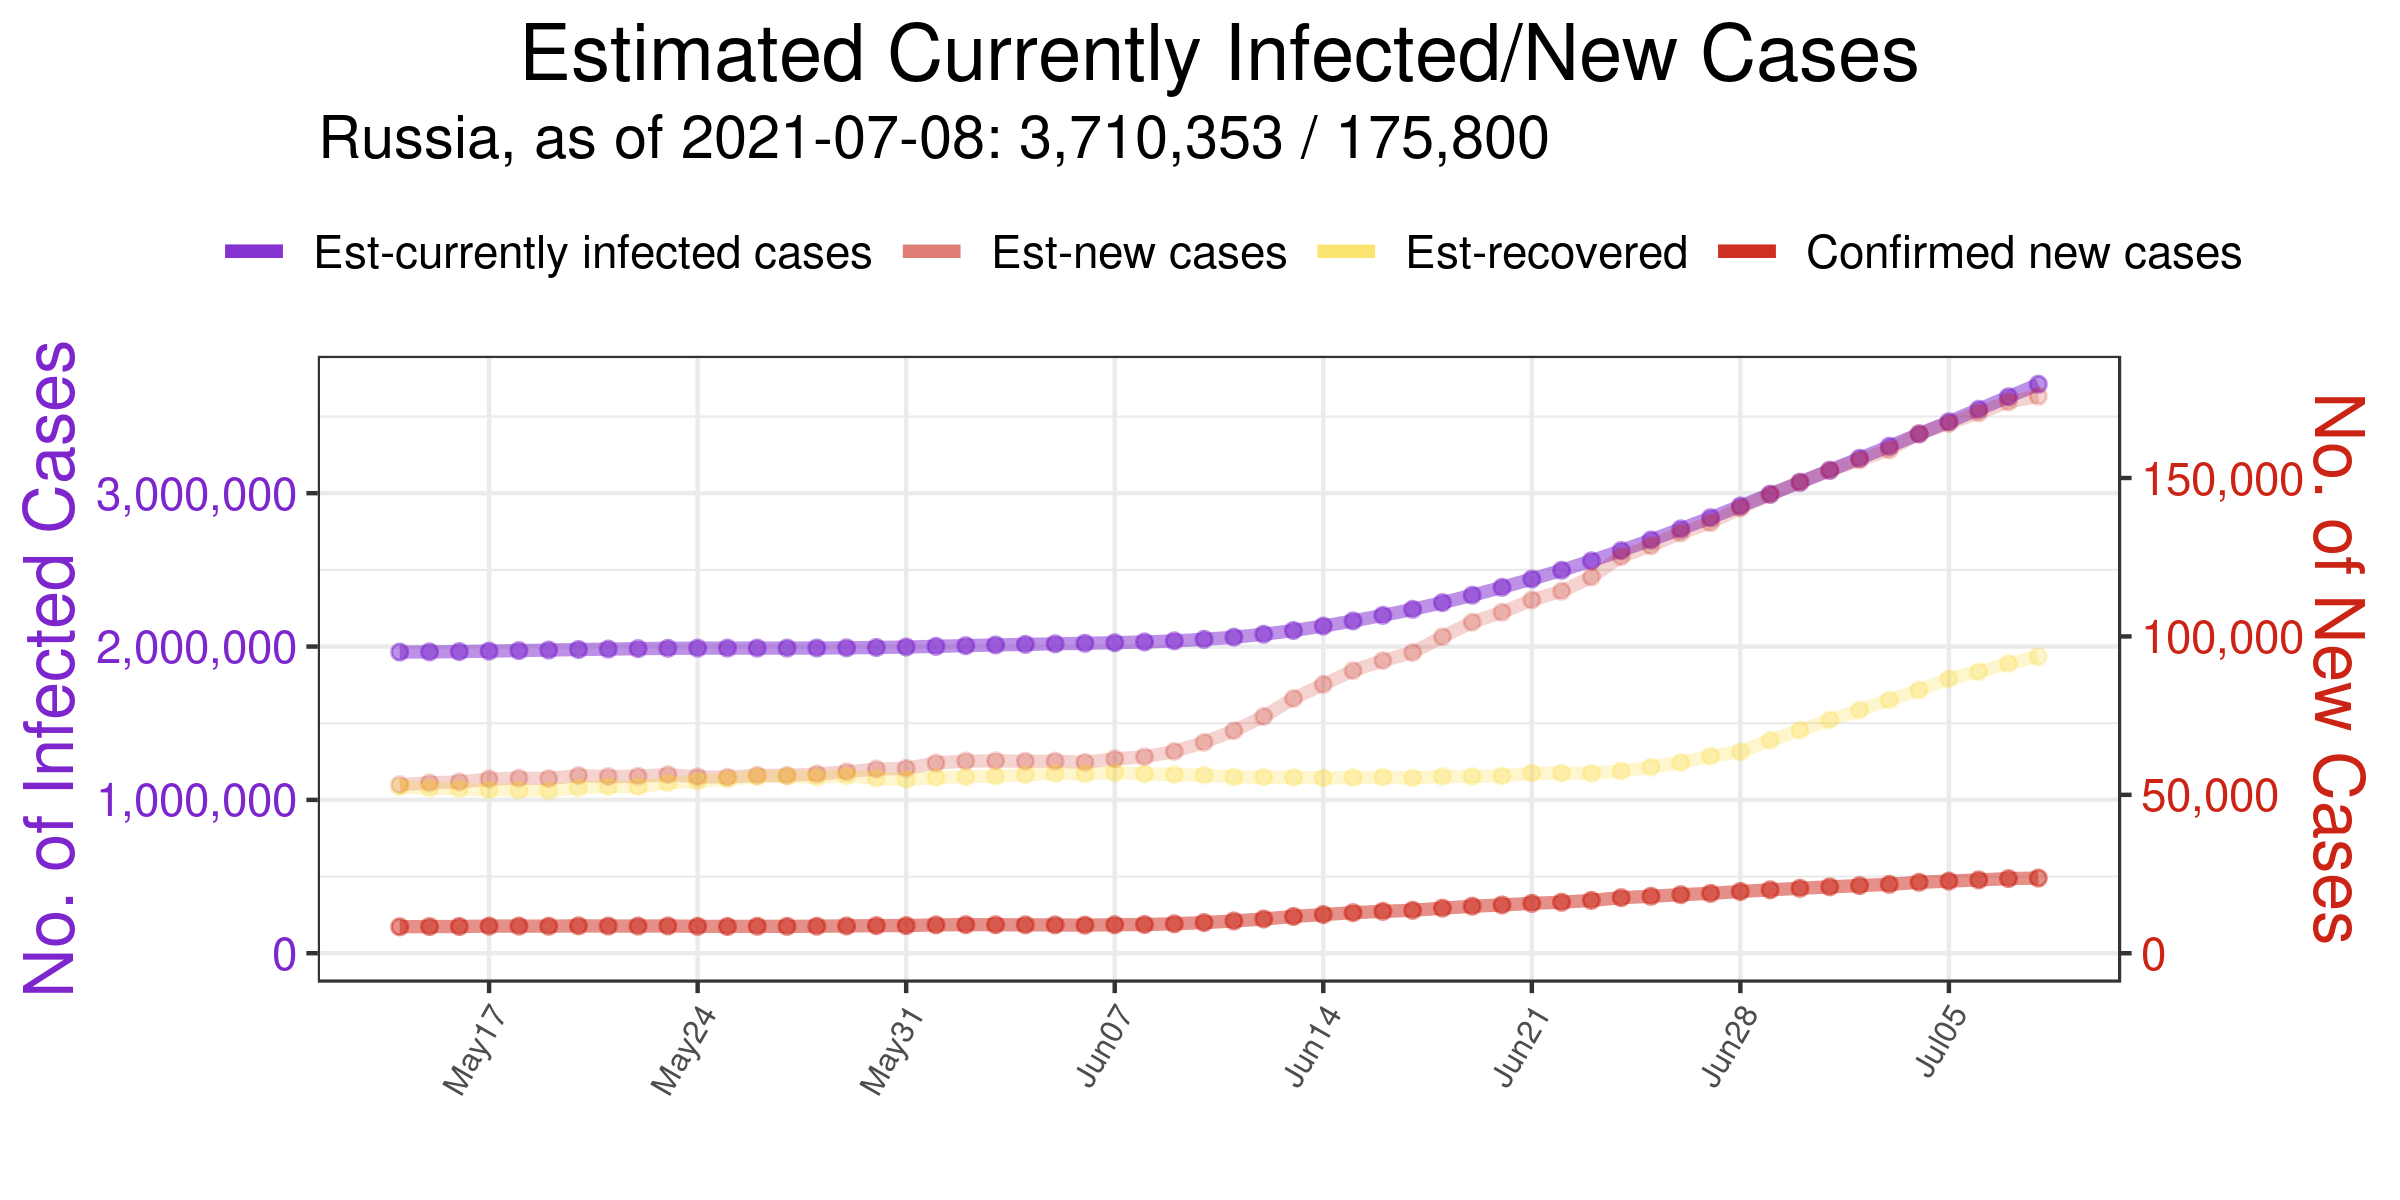 Estimated Currently Infected/New Cases
Russia, as of 2021-07-08: 3,710,353 / 175,800
Est-currently infected cases Est-new cases Est-recovered Confirmed new cases
No. of Infected Cases
3,000,000
2,000,000
1,000,000
0
150,000
100,000
50,000
0
No. of New Cases
May17 May24 May31 Jun07 Jun14 Jun21 Jun28 Jul05